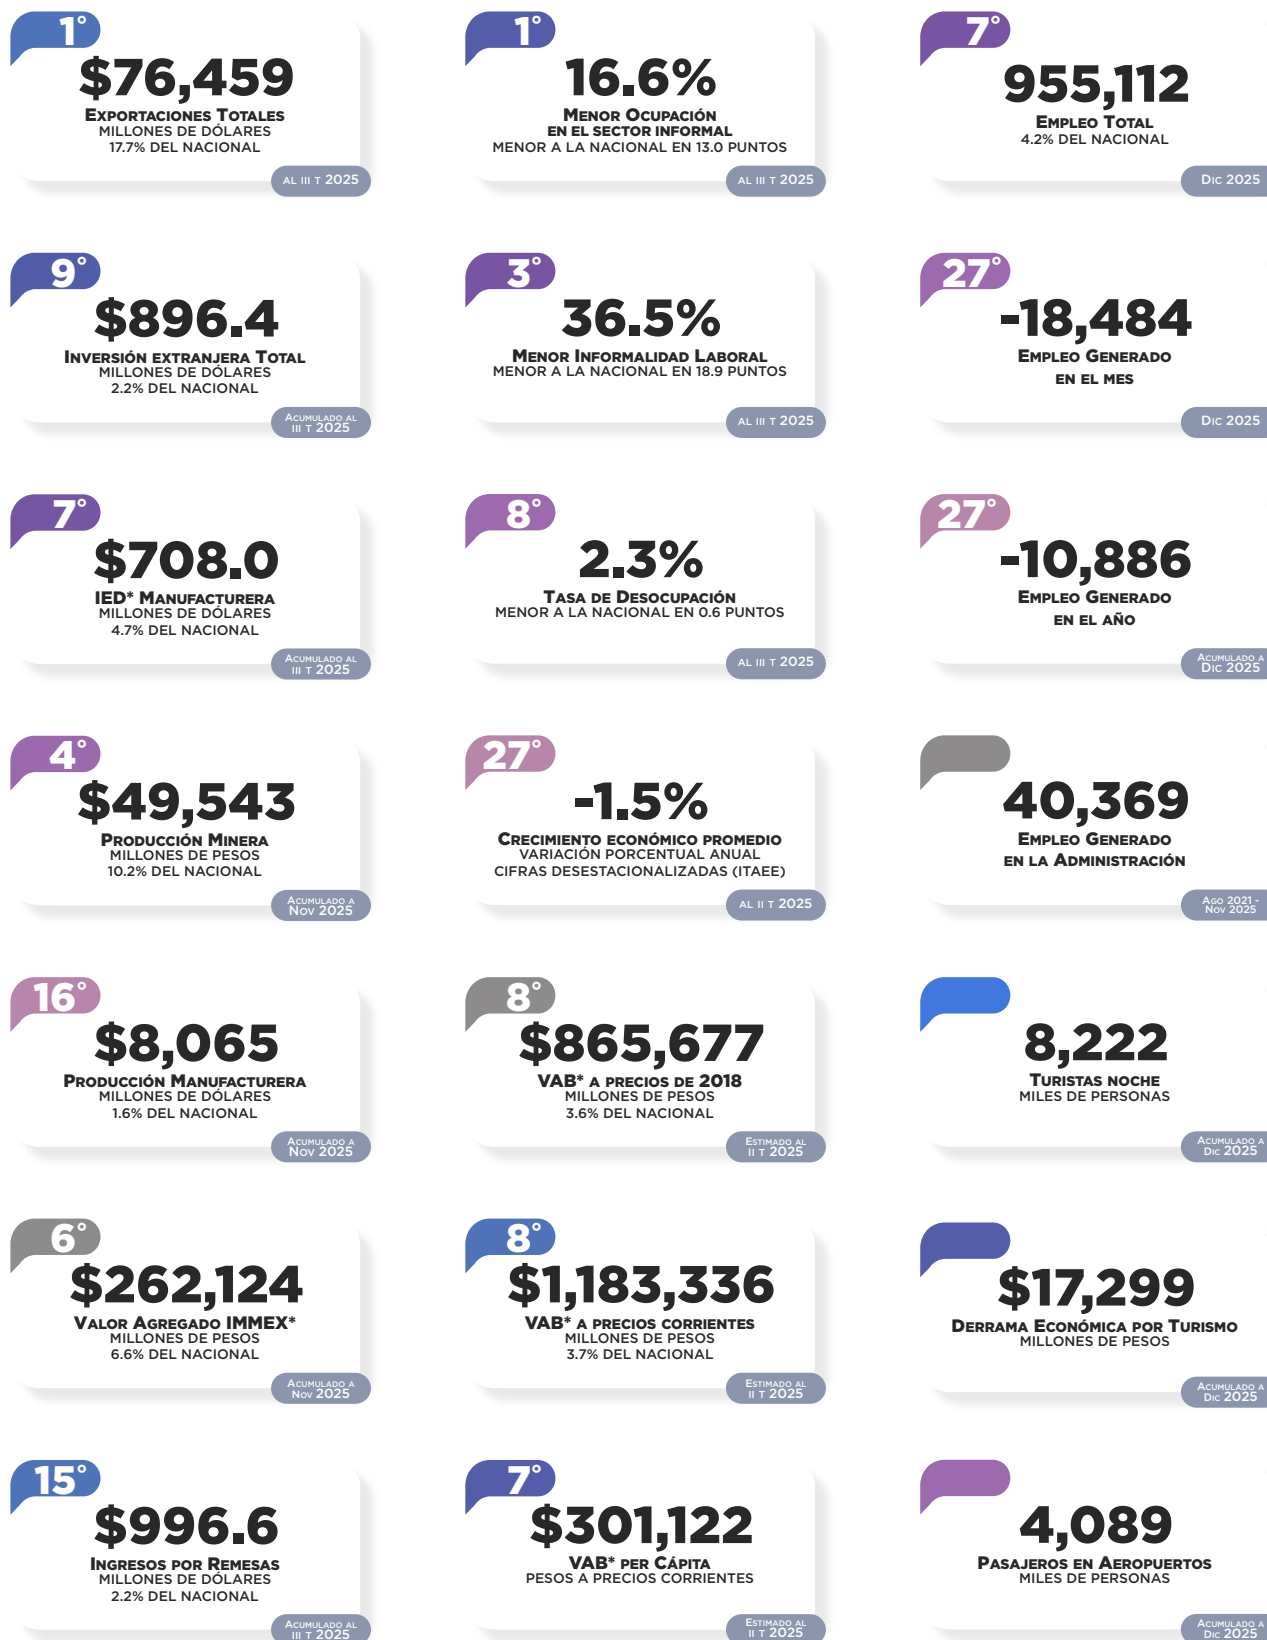 1°
$76,459
Exportaciones Totales
MILLONES DE DÓLARES
17.7% DEL NACIONAL
AL III T 2025
1°
16.6%
Menor Ocupación
en el sector informal
MENOR A LA NACIONAL EN 13.0 PUNTOS
AL III T 2025
7°
955,112
Empleo Total
4.2% DEL NACIONAL
Dic 2025
9°
$896.4
Inversión extranjera Total
MILLONES DE DÓLARES
2.2% DEL NACIONAL
Acumulado al
III T 2025
3°
36.5%
Menor Informalidad Laboral
MENOR A LA NACIONAL EN 18.9 PUNTOS
AL III T 2025
27°
-18,484
Empleo Generado
en el mes
Dic 2025
7°
$708.0
IED* Manufacturera
MILLONES DE DÓLARES
4.7% DEL NACIONAL
Acumulado al
III T 2025
8°
2.3%
Tasa de Desocupación
MENOR A LA NACIONAL EN 0.6 PUNTOS
AL III T 2025
27°
-10,886
Empleo Generado
en el año
Acumulado a
Dic 2025
4°
$49,543
Producción Minera
MILLONES DE PESOS
10.2% DEL NACIONAL
Acumulado a
Nov 2025
27°
-1.5%
Crecimiento económico promedio
VARIACIÓN PORCENTUAL ANUAL
CIFRAS DESESTACIONALIZADAS (ITAEE)
AL II T 2025
40,369
Empleo Generado
en la Administración
Ago 2021 -
Nov 2025
16°
$8,065
Producción Manufacturera
MILLONES DE DÓLARES
1.6% DEL NACIONAL
Acumulado a
Nov 2025
8°
$865,677
VAB* a precios de 2018
MILLONES DE PESOS
3.6% DEL NACIONAL
Estimado al
II T 2025
8,222
Turistas noche
MILES DE PERSONAS
Acumulado a
Dic 2025
6°
$262,124
Valor Agregado IMMEX*
MILLONES DE PESOS
6.6% DEL NACIONAL
Acumulado a
Nov 2025
8°
$1,183,336
VAB* a precios corrientes
MILLONES DE PESOS
3.7% DEL NACIONAL
Estimado al
II T 2025
$17,299
Derrama Económica por Turismo
MILLONES DE PESOS
Acumulado a
Dic 2025
15°
$996.6
Ingresos por Remesas
MILLONES DE DÓLARES
2.2% DEL NACIONAL
Acumulado al
III T 2025
7°
$301,122
VAB* per Cápita
PESOS A PRECIOS CORRIENTES
Estimado al
II T 2025
4,089
Pasajeros en Aeropuertos
MILES DE PERSONAS
Acumulado a
Dic 2025